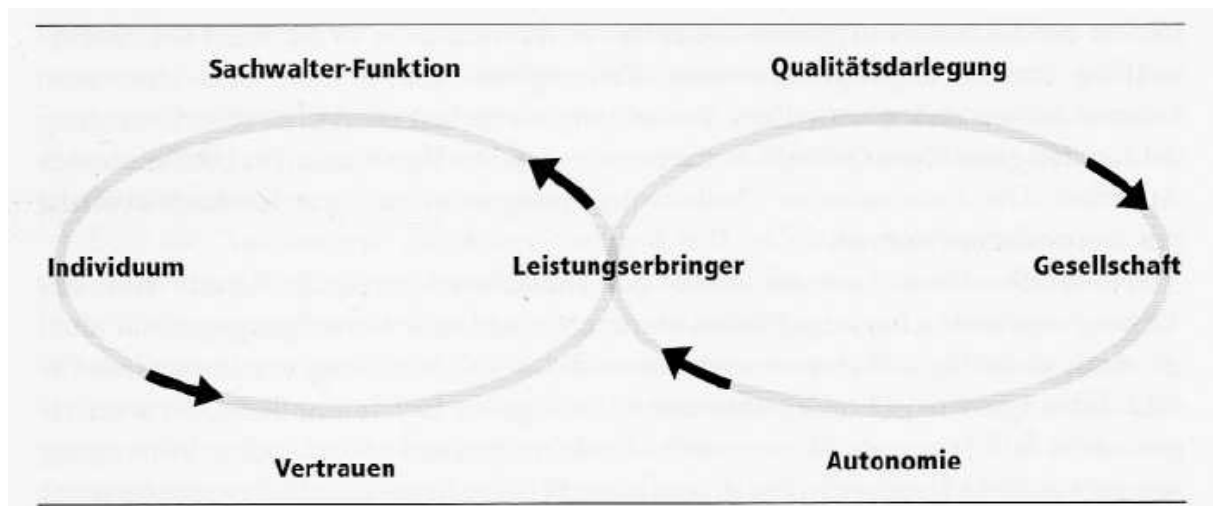 Sachwalter-Funktion
Qualitätsdarlegung
Individuum
Leistungserbringer
Gesellschaft
Vertrauen
Autonomie